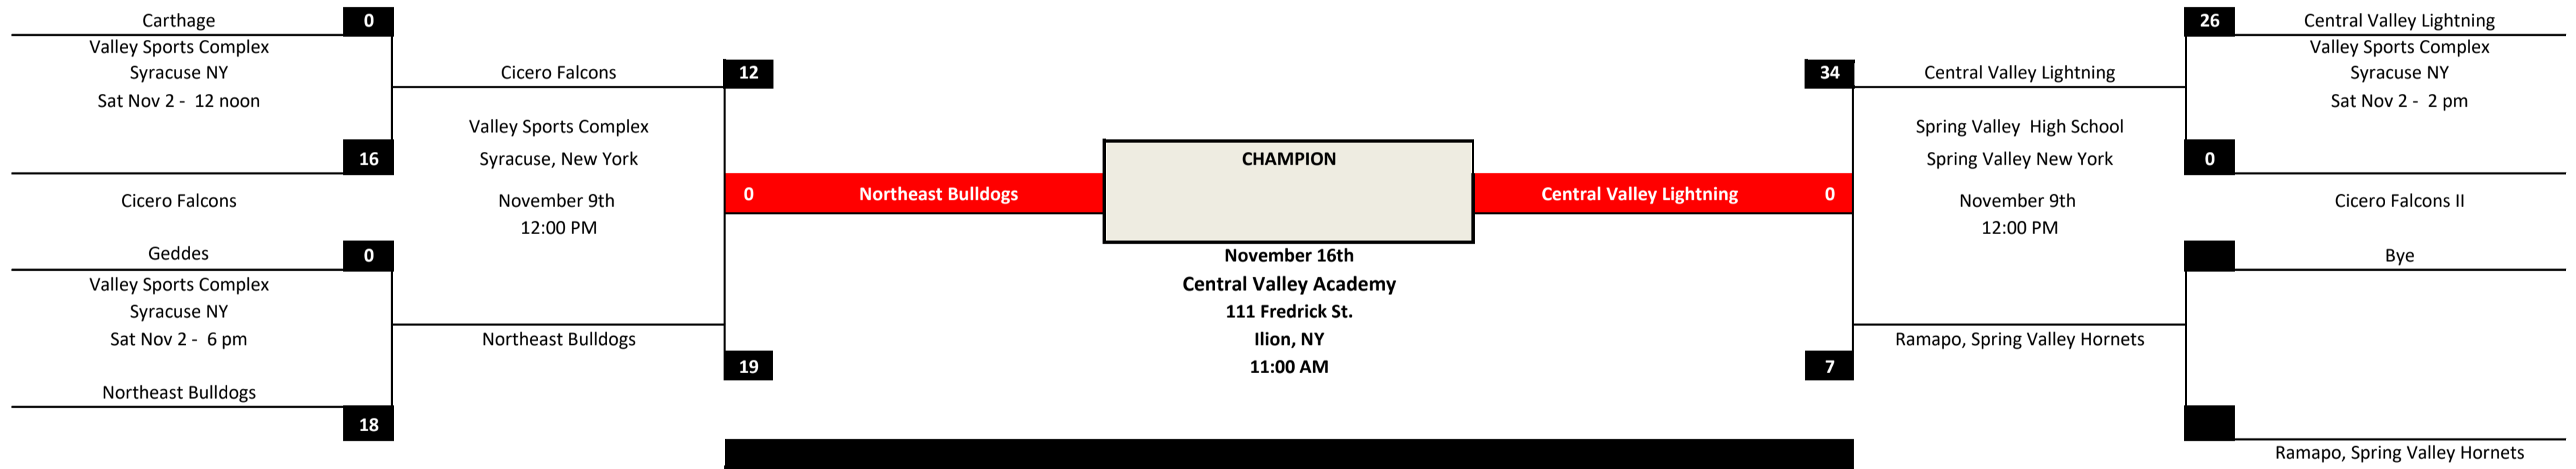 Carthage
0
Valley Sports Complex
Syracuse NY
Sat Nov 2 - 12 noon
16
Cicero Falcons
Geddes
0
Valley Sports Complex
Syracuse NY
Sat Nov 2 - 6 pm
Northeast Bulldogs
18
Cicero Falcons
12
Valley Sports Complex
Syracuse, New York
November 9th
12:00 PM
Northeast Bulldogs
19
0 Northeast Bulldogs
CHAMPION
November 16th
Central Valley Academy
111 Fredrick St.
Ilion, NY
11:00 AM
Central Valley Lightning 0
34
Central Valley Lightning
Spring Valley High School
Spring Valley New York
November 9th
12:00 PM
Ramapo, Spring Valley Hornets
7
26
Central Valley Lightning
Valley Sports Complex
Syracuse NY
Sat Nov 2 - 2 pm
0
Cicero Falcons II
Bye
Ramapo, Spring Valley Hornets